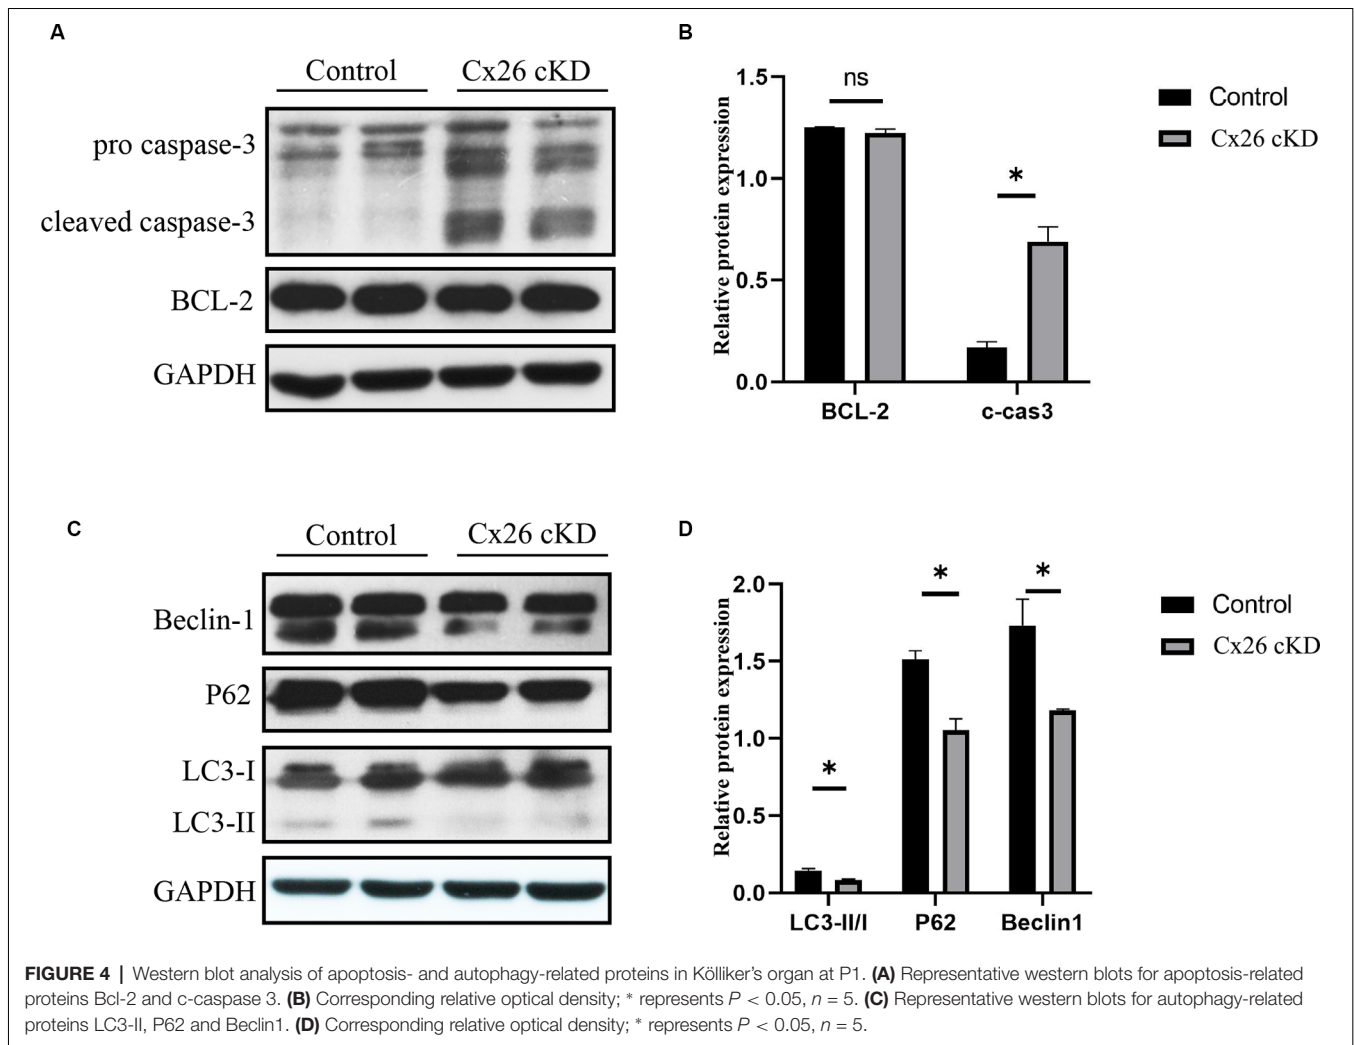 A
Control
Cx26 cKD
pro caspase-3
cleaved caspase-3
BCL-2
GAPDH
B
Relative protein expression
1.5
1.0
0.5
0.0
ns
*
BCL-2
c-cas3
Control
Cx26 cKD
C
Control
Cx26 cKD
Beclin-1
P62
LC3-I
LC3-II
GAPDH
D
Relative protein expression
2.0
1.5
1.0
0.5
0.0
*
*
*
LC3-II/I
P62
Beclin1
Control
Cx26 cKD
FIGURE 4 | Western blot analysis of apoptosis- and autophagy-related proteins in Kölliker's organ at P1. (A) Representative western blots for apoptosis-related
proteins Bcl-2 and c-caspase 3. (B) Corresponding relative optical density; * represents P < 0.05, n = 5. (C) Representative western blots for autophagy-related
proteins LC3-II, P62 and Beclin1. (D) Corresponding relative optical density; * represents P < 0.05, n = 5.